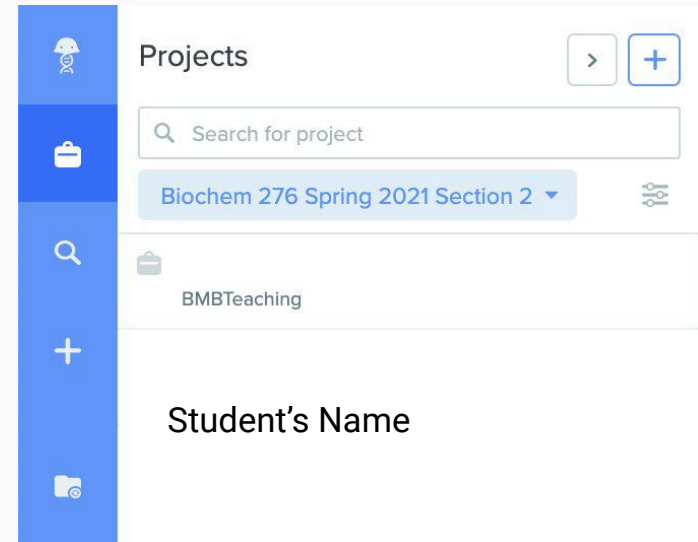 Projects
Search for project
Biochem 276 Spring 2021 Section 2
BMBTeaching
Student’s Name